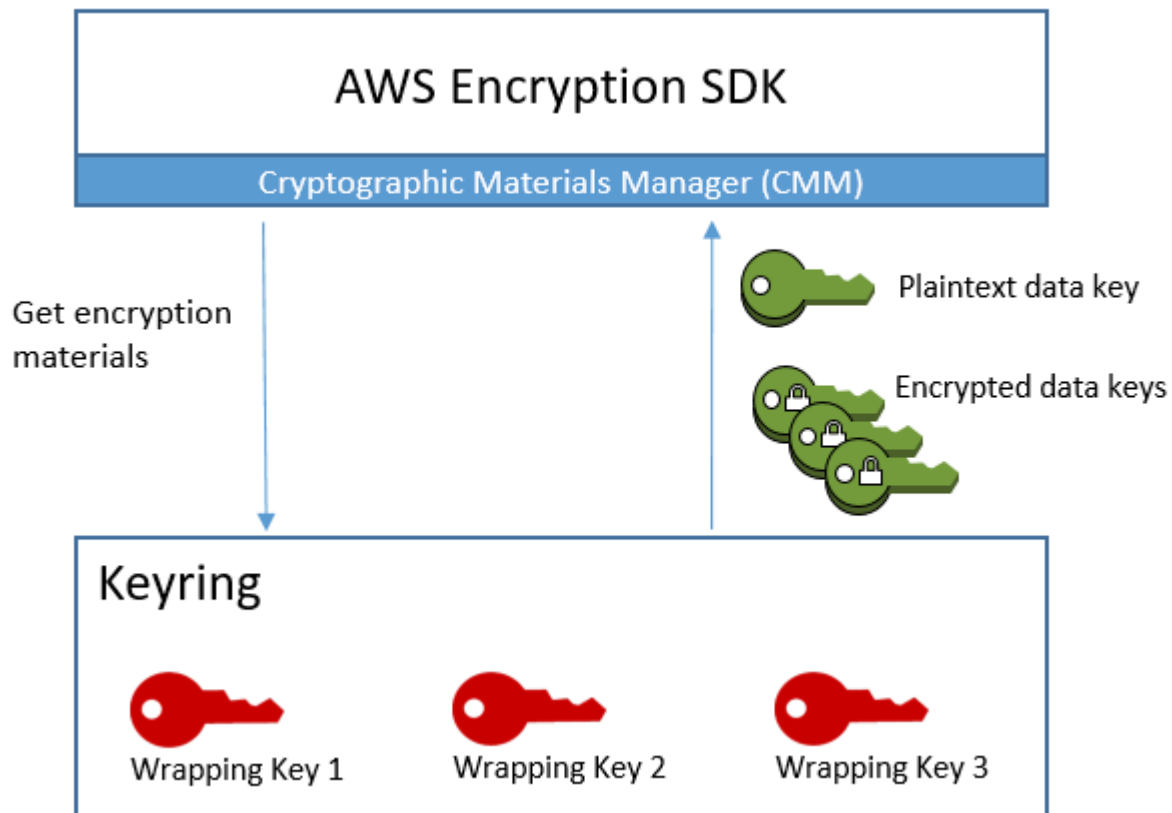 AWS Encryption SDK
Cryptographic Materials Manager (CMM)
Get encryption
materials
Plaintext data key
Encrypted data keys
Keyring
Wrapping Key 1
Wrapping Key 2
Wrapping Key 3